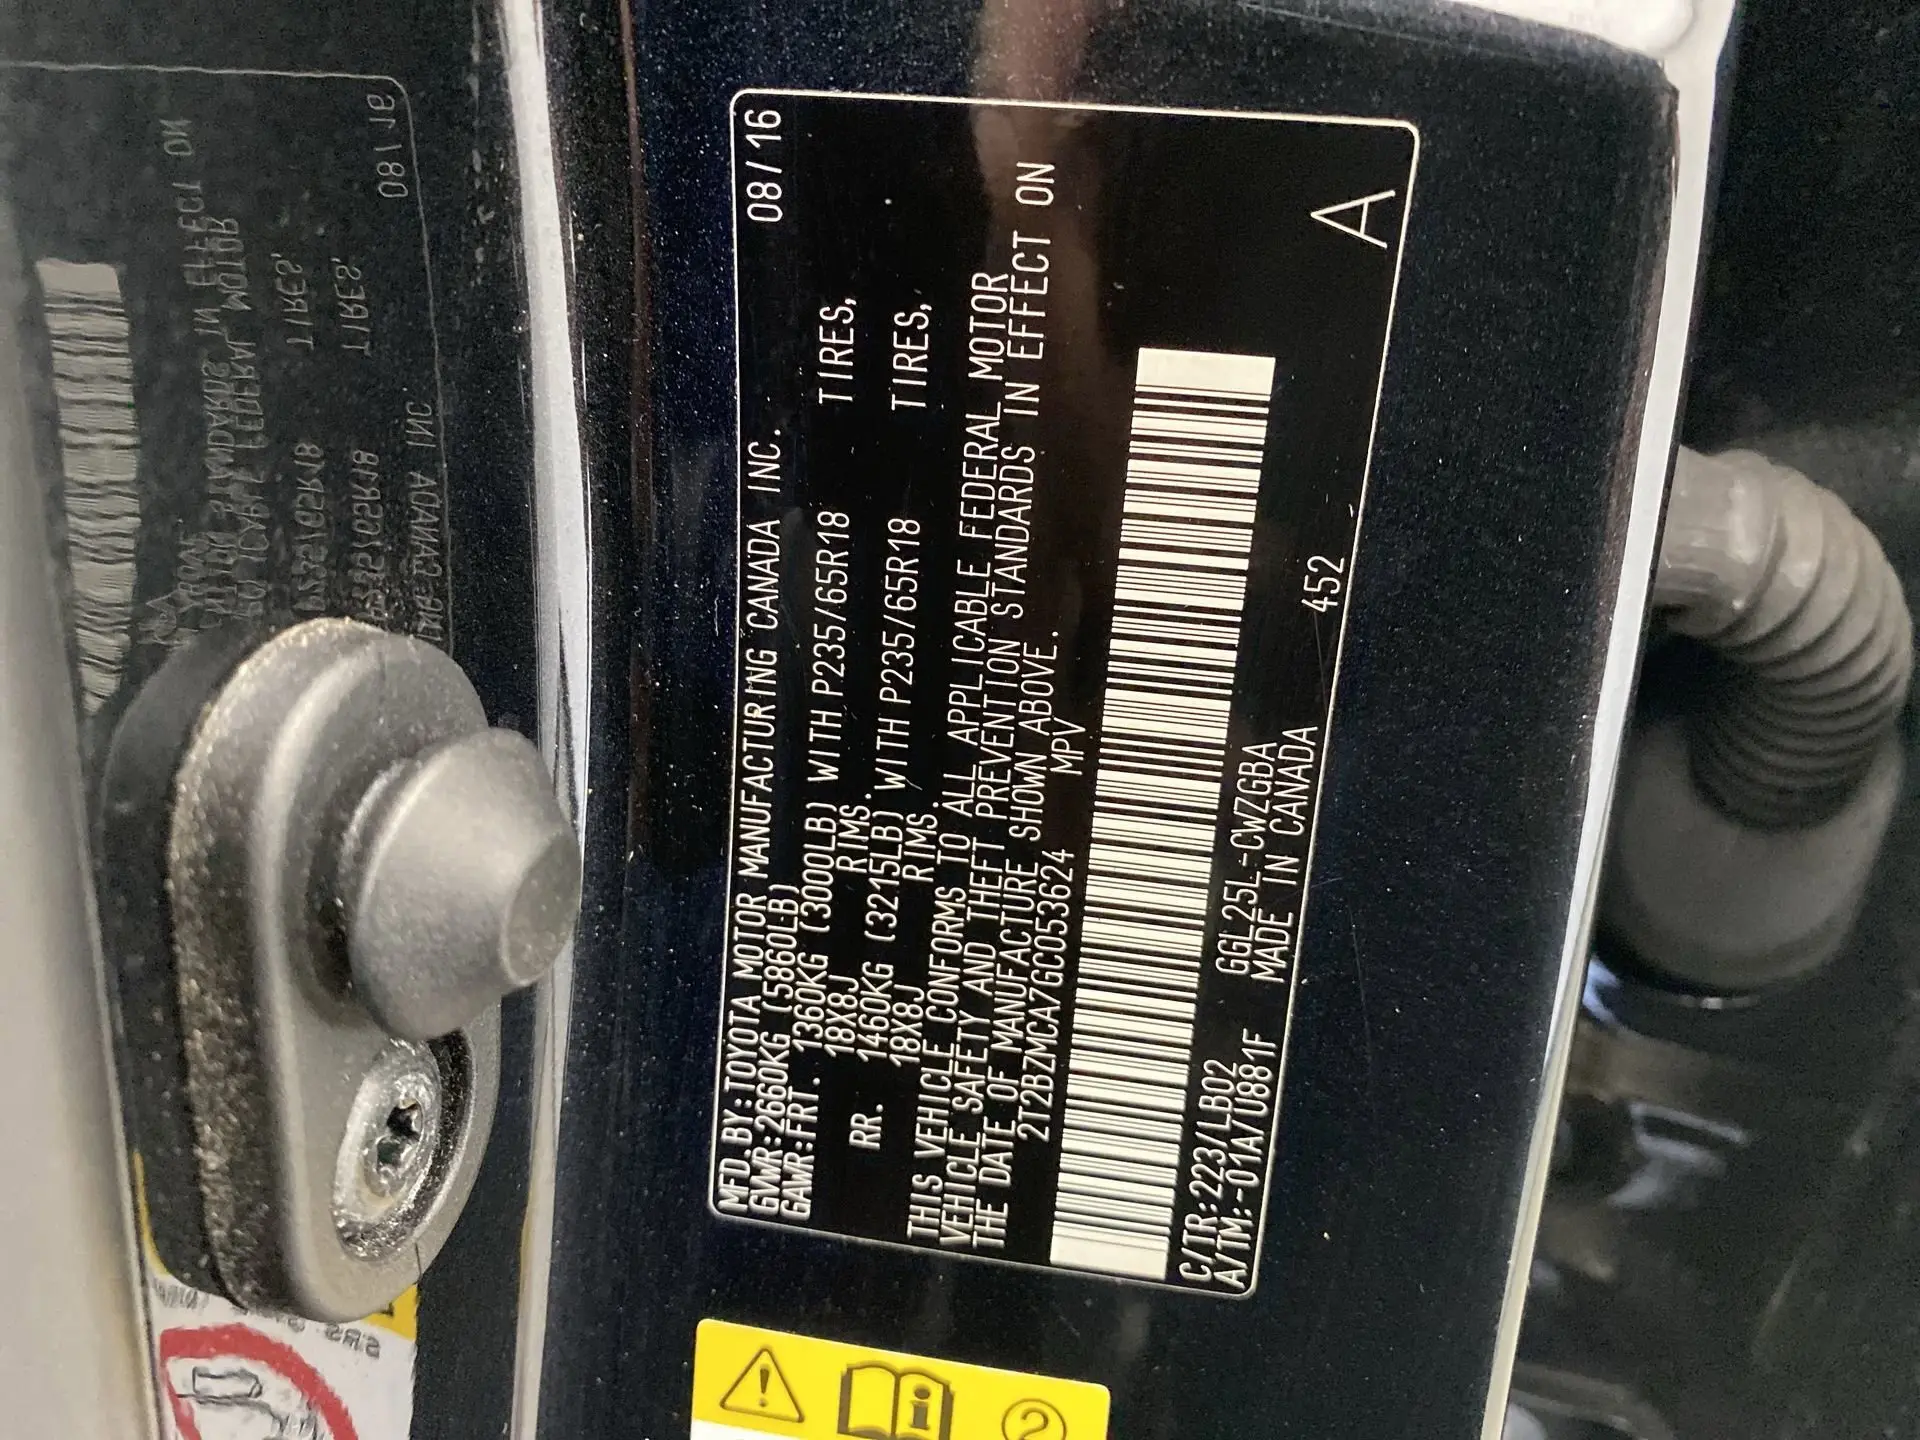 MFD.BY:TOYOTA MOTOR MANUFACTURING CANADA INC. 08/16
GVWR:2660KG (5860LB)
GAWR:FRT. 1360KG (3000LB) WITH P235/65R18 TIRES,
18X8J RIMS.
RR. 1460KG (3215LB) WITH P235/65R18 TIRES,
18X8J RIMS.
THIS VEHICLE CONFORMS TO ALL APPLICABLE FEDERAL MOTOR
VEHICLE SAFETY AND THEFT PREVENTION STANDARDS IN EFFECT ON
THE DATE OF MANUFACTURE SHOWN ABOVE.
2T2BZMCA7GC053624 MPV
C/TR:223/LB02 GGL25L-CWZGBA
A/TM:-01A/U881F MADE IN CANADA 452 A